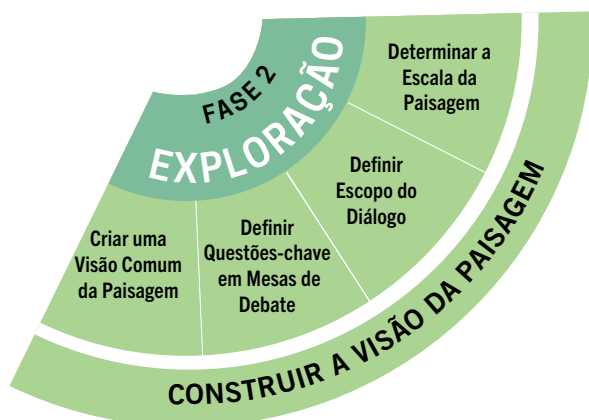 FASE 2
EXPLORAÇÃO
Determinar a
Escala da
Paisagem
Definir
Escopo do
Diálogo
Definir
Questões-chave
em Mesas de
Debate
Criar uma
Visão Comum
da Paisagem
CONSTRUIR A VISÃO DA PAISAGEM